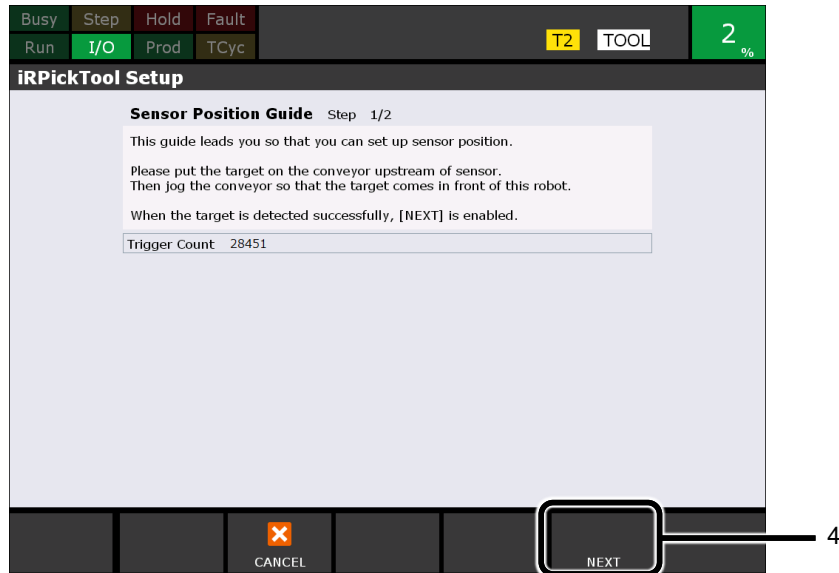 Busy Step Hold Fault
Run I/O Prod TCyc
T2 TOOL
2 %
iRPickTool Setup
Sensor Position Guide Step 1/2
This guide leads you so that you can set up sensor position.
Please put the target on the conveyor upstream of sensor.
Then jog the conveyor so that the target comes in front of this robot.
When the target is detected successfully, [NEXT] is enabled.
Trigger Count 28451
CANCEL
NEXT
4